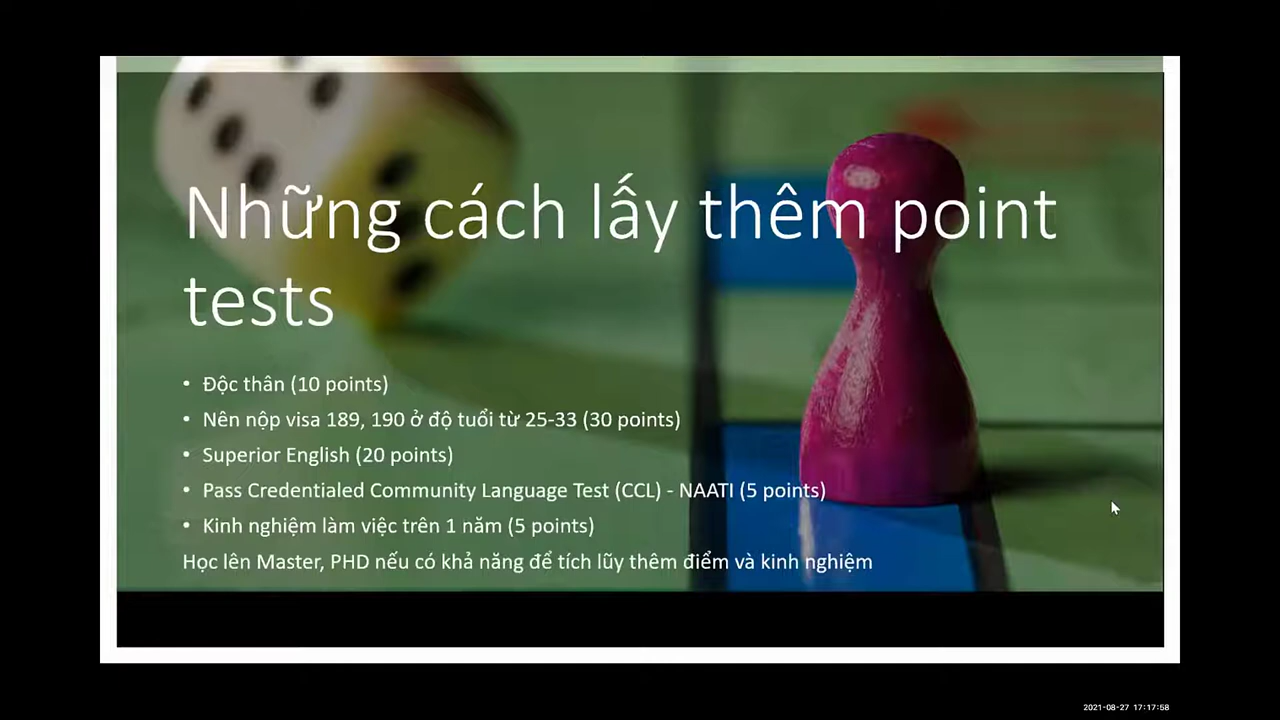 Những cách lấy thêm point
tests
• Độc thân (10 points)
• Nên nộp visa 189, 190 ở độ tuổi từ 25-33 (30 points)
• Superior English (20 points)
• Pass Credentialed Community Language Test (CCL) - NAATI (5 points)
• Kinh nghiệm làm việc trên 1 năm (5 points)
Học lên Master, PHD nếu có khả năng để tích lũy thêm điểm và kinh nghiệm
2021-08-27 17:17:58